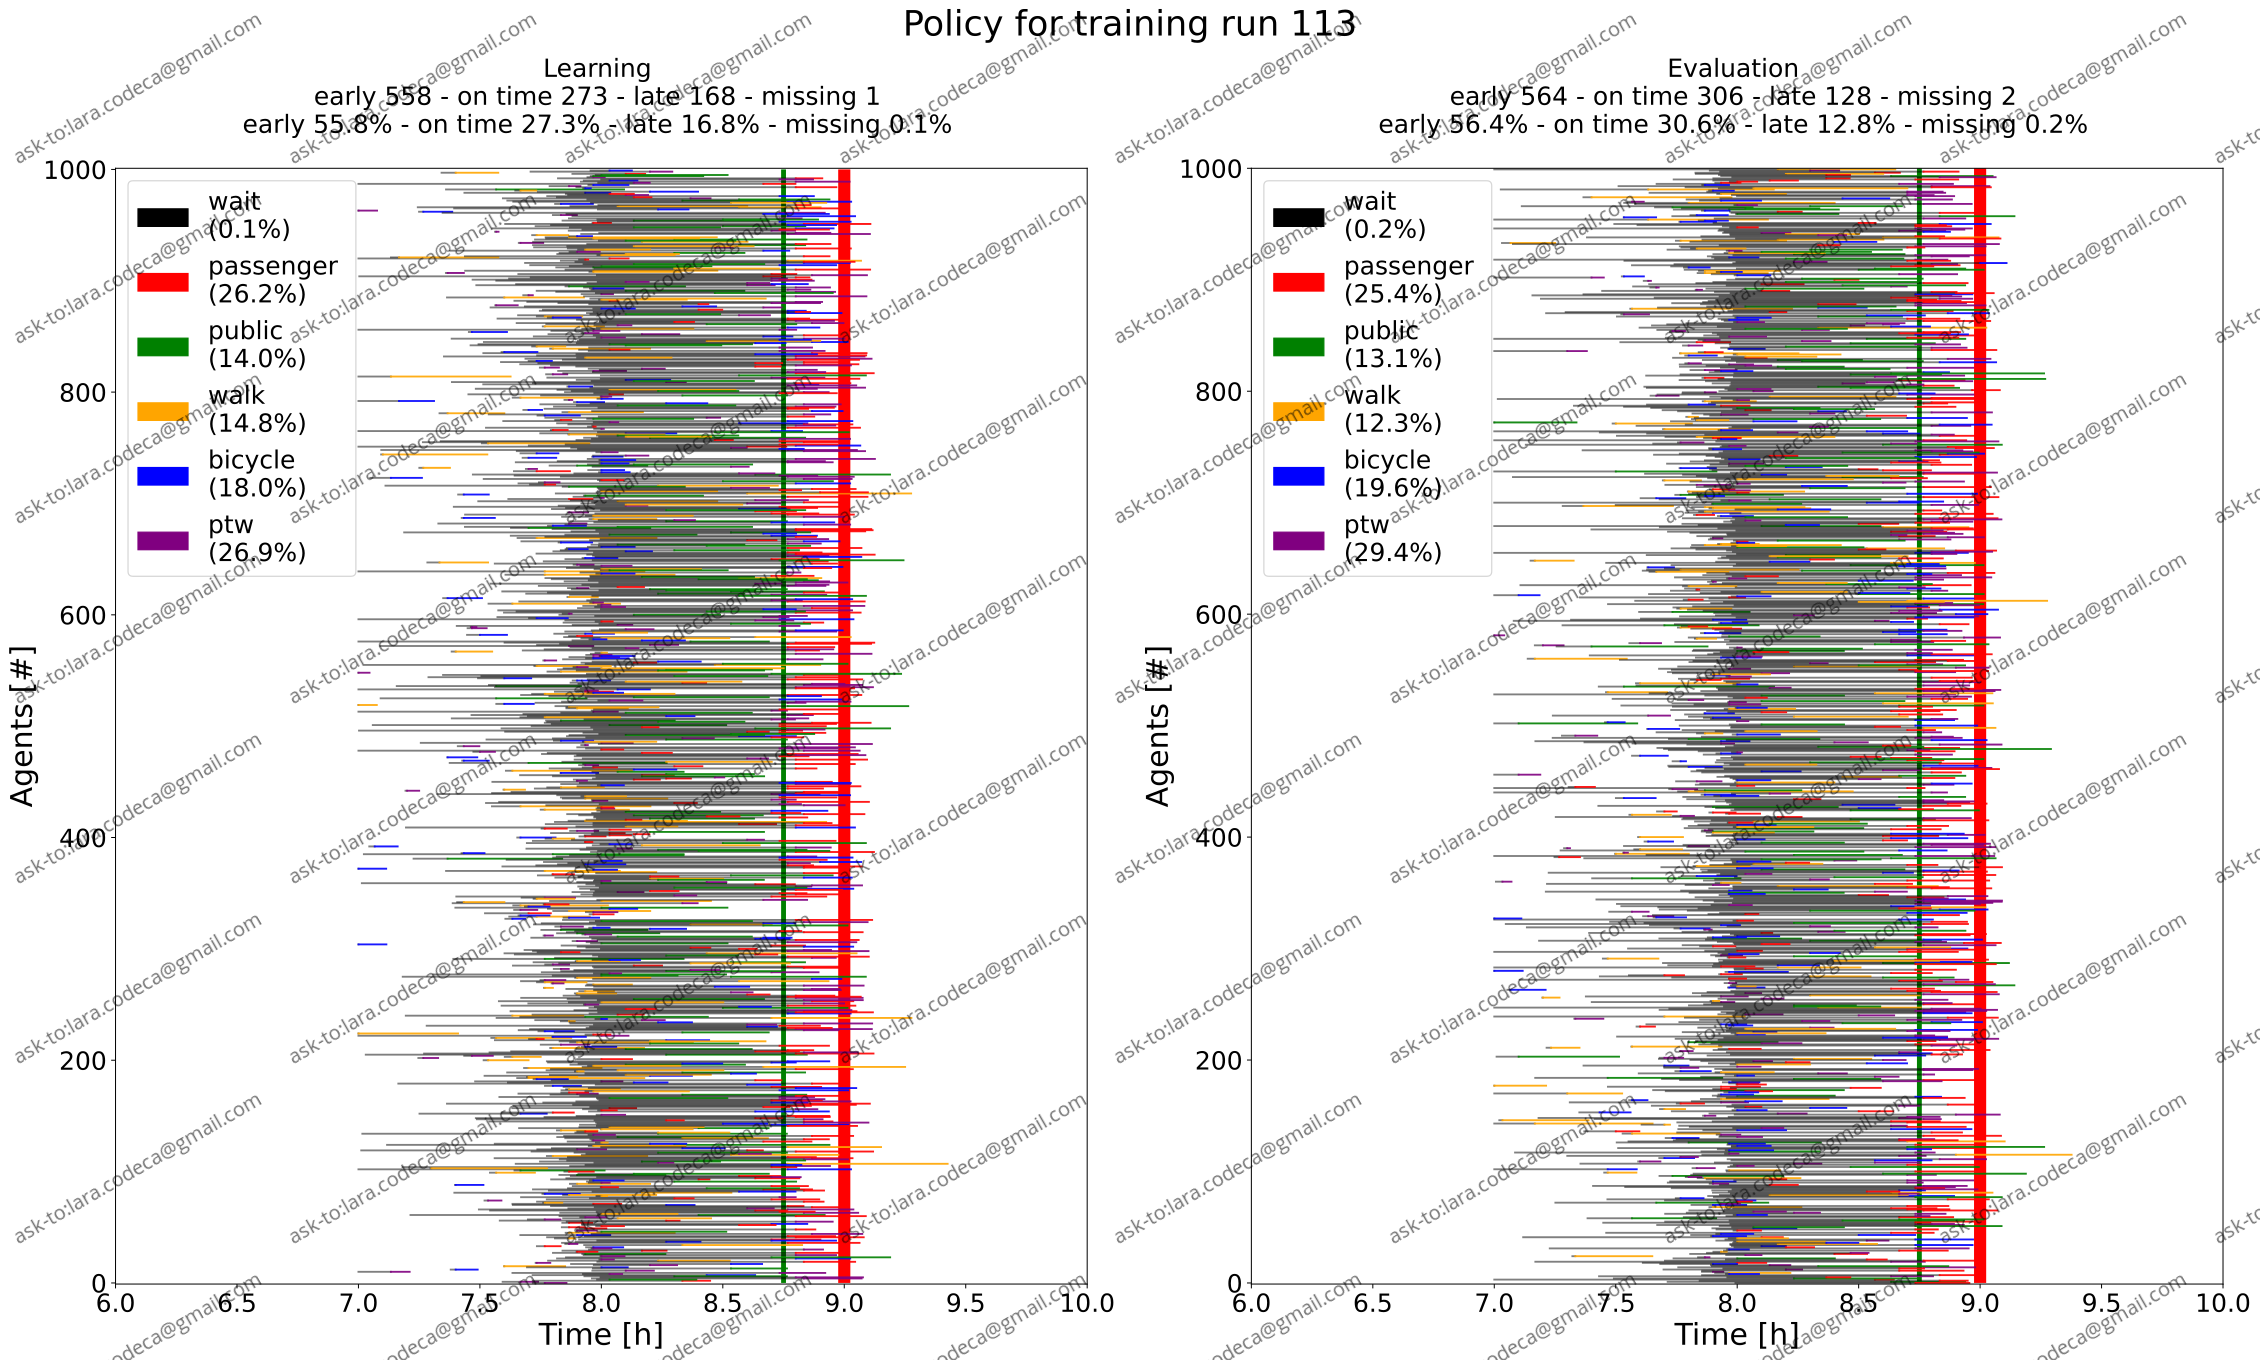 Policy for training run 113
Learning
early 558 - on time 273 - late 168 - missing 1
early 55.8% - on time 27.3% - late 16.8% - missing 0.1%
1000
800
600
400
200
0
Agents [#]
wait
(0.1%)
passenger
(26.2%)
public
(14.0%)
walk
(14.8%)
bicycle
(18.0%)
ptw
(26.9%)
6.0 6.5 7.0 7.5 8.0 8.5 9.0 9.5 10.0
Time [h]
Evaluation
early 564 - on time 306 - late 128 - missing 2
early 56.4% - on time 30.6% - late 12.8% - missing 0.2%
1000
800
600
400
200
0
Agents [#]
wait
(0.2%)
passenger
(25.4%)
public
(13.1%)
walk
(12.3%)
bicycle
(19.6%)
ptw
(29.4%)
6.0 6.5 7.0 7.5 8.0 8.5 9.0 9.5 10.0
Time [h]
ask-to:lara.codeca@gmail.com